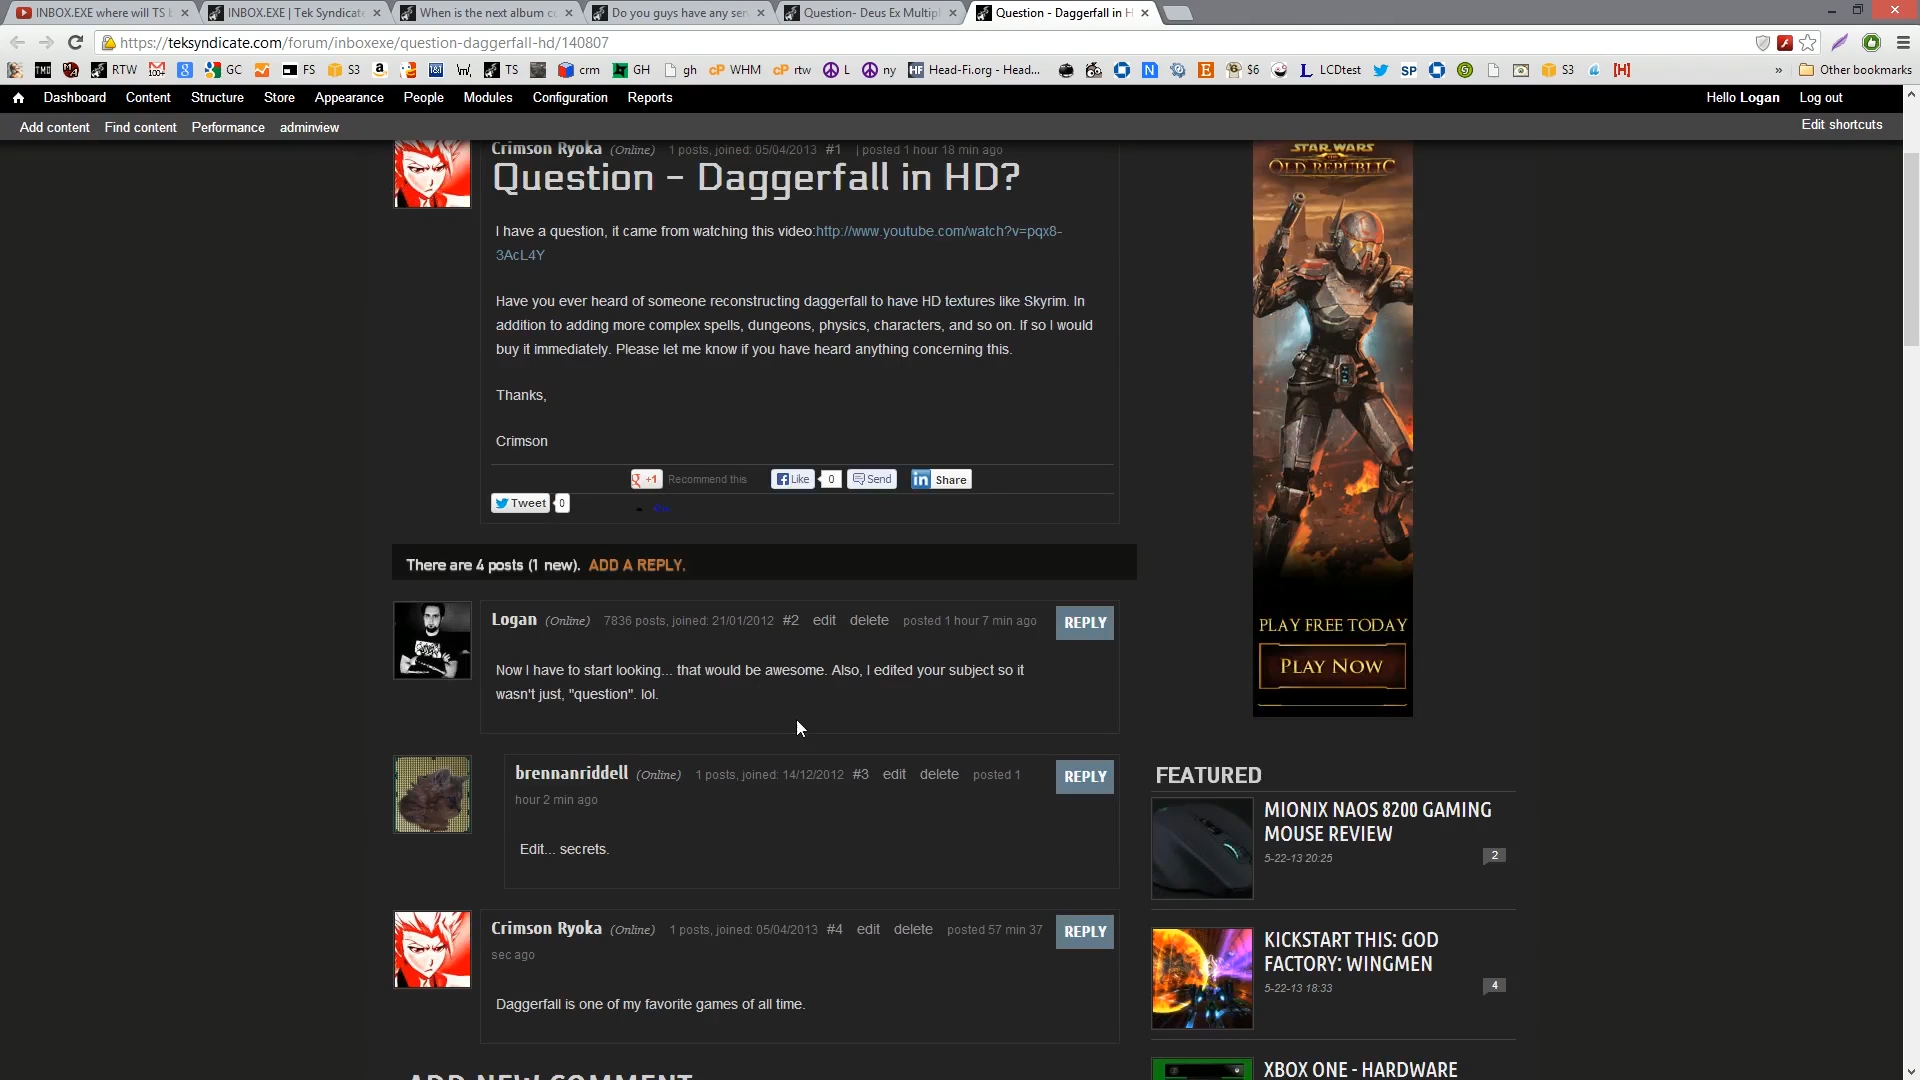 INBOX.EXE where will TS b
INBOX.EXE | Tek Syndicate
When is the next album co
Do you guys have any ser
Question- Deus Ex Multipl
Question - Daggerfall in H
https://teksyndicate.com/forum/inboxexe/question-daggerfall-hd/140807
RTW
GC
FS
S3
TS
crm
GH
gh
WHM
rtw
L
ny
Head-Fi.org - Head...
$6
LCDtest
S3
»
Other bookmarks
Dashboard
Content
Structure
Store
Appearance
People
Modules
Configuration
Reports
Hello Logan
Log out
Add content
Find content
Performance
adminview
Edit shortcuts
Crimson Ryoka (Online) 1 posts, joined: 05/04/2013 #1 | posted 1 hour 18 min ago
Question - Daggerfall in HD?
I have a question, it came from watching this video:http://www.youtube.com/watch?v=pqx8-
3AcL4Y
Have you ever heard of someone reconstructing daggerfall to have HD textures like Skyrim. In
addition to adding more complex spells, dungeons, physics, characters, and so on. If so I would
buy it immediately. Please let me know if you have heard anything concerning this.
Thanks,
Crimson
+1
Recommend this
Like
0
Send
Share
Tweet
0
There are 4 posts (1 new). ADD A REPLY.
Logan (Online) 7836 posts, joined: 21/01/2012 #2 edit delete posted 1 hour 7 min ago
REPLY
Now I have to start looking... that would be awesome. Also, I edited your subject so it
wasn't just, "question". lol.
brennanriddell (Online) 1 posts, joined: 14/12/2012 #3 edit delete posted 1
hour 2 min ago
REPLY
Edit... secrets.
Crimson Ryoka (Online) 1 posts, joined: 05/04/2013 #4 edit delete posted 57 min 37
sec ago
REPLY
Daggerfall is one of my favorite games of all time.
ADD NEW COMMENT
STAR WARS
THE
OLD REPUBLIC
PLAY FREE TODAY
PLAY NOW
FEATURED
MIONIX NAOS 8200 GAMING
MOUSE REVIEW
5-22-13 20:25
2
KICKSTART THIS: GOD
FACTORY: WINGMEN
5-22-13 18:33
4
XBOX ONE - HARDWARE